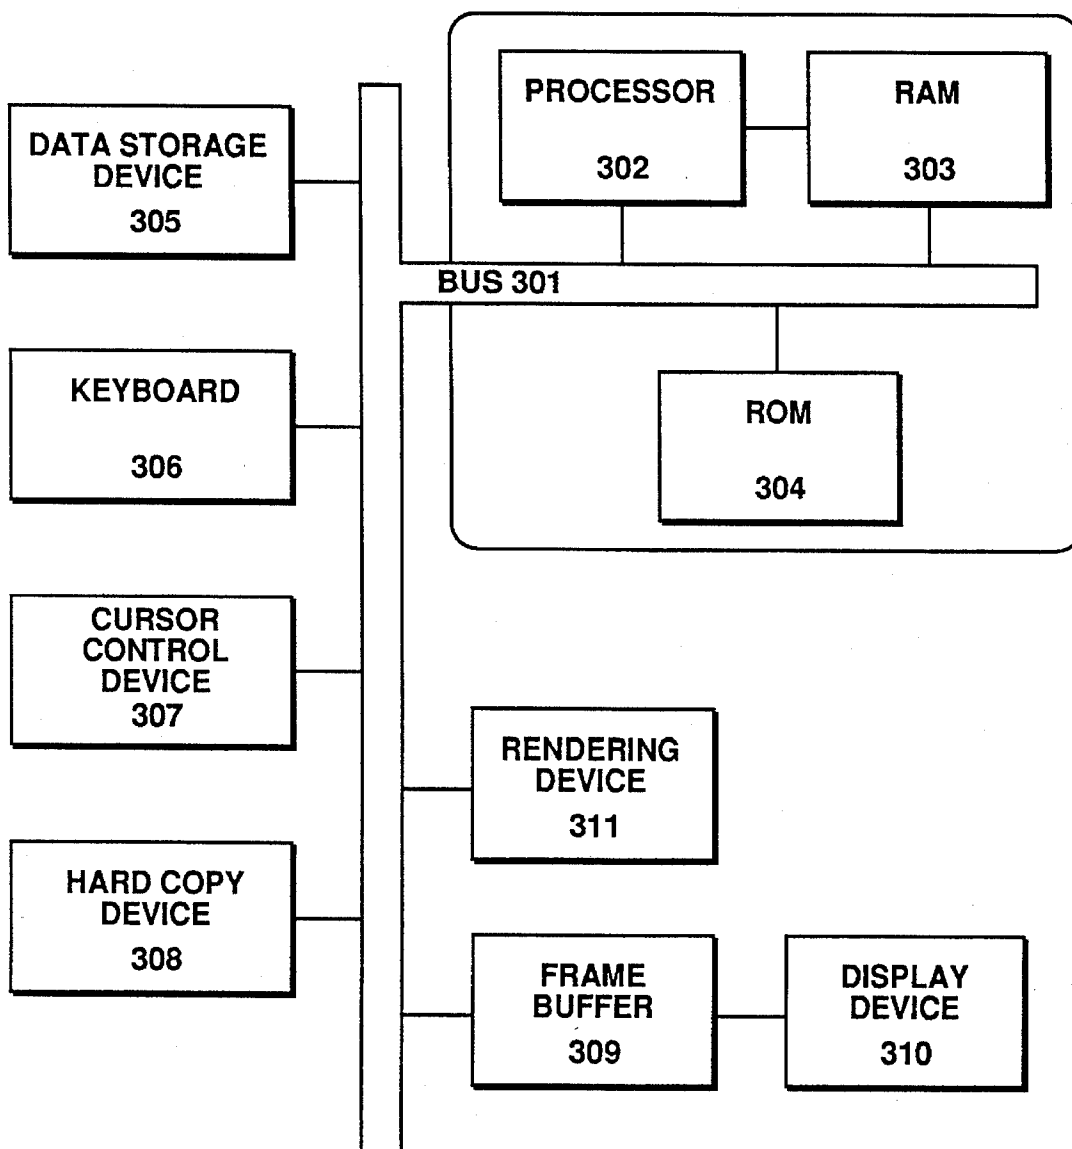 PROCESSOR
302
RAM
303
DATA STORAGE
DEVICE
305
BUS 301
KEYBOARD
306
ROM
304
CURSOR
CONTROL
DEVICE
307
RENDERING
DEVICE
311
HARD COPY
DEVICE
308
FRAME
BUFFER
309
DISPLAY
DEVICE
310